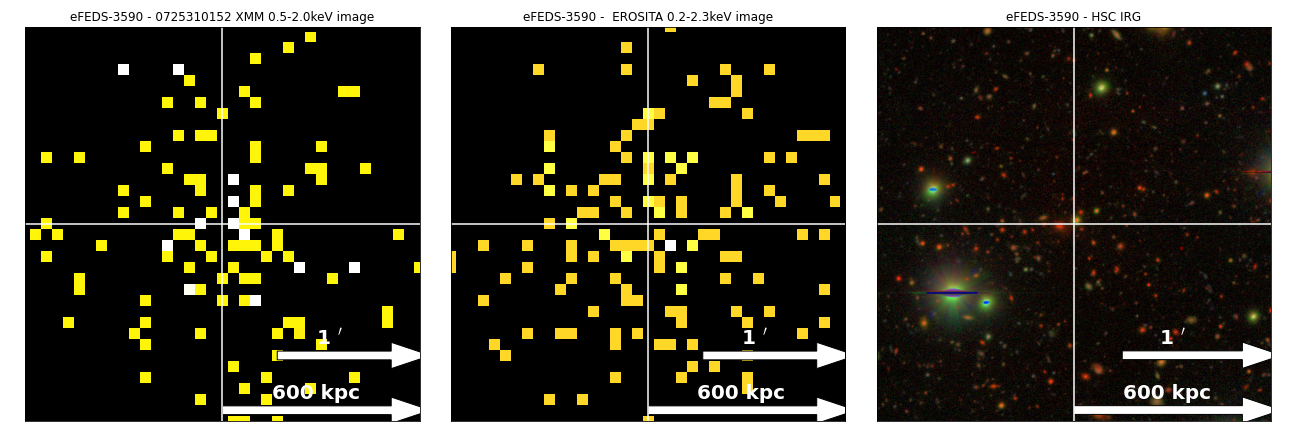 eFEDS-3590 - 0725310152 XMM 0.5-2.0keV image
1 ′
600 kpc
eFEDS-3590 -  EROSITA 0.2-2.3keV image
1 ′
600 kpc
eFEDS-3590 - HSC IRG
1 ′
600 kpc